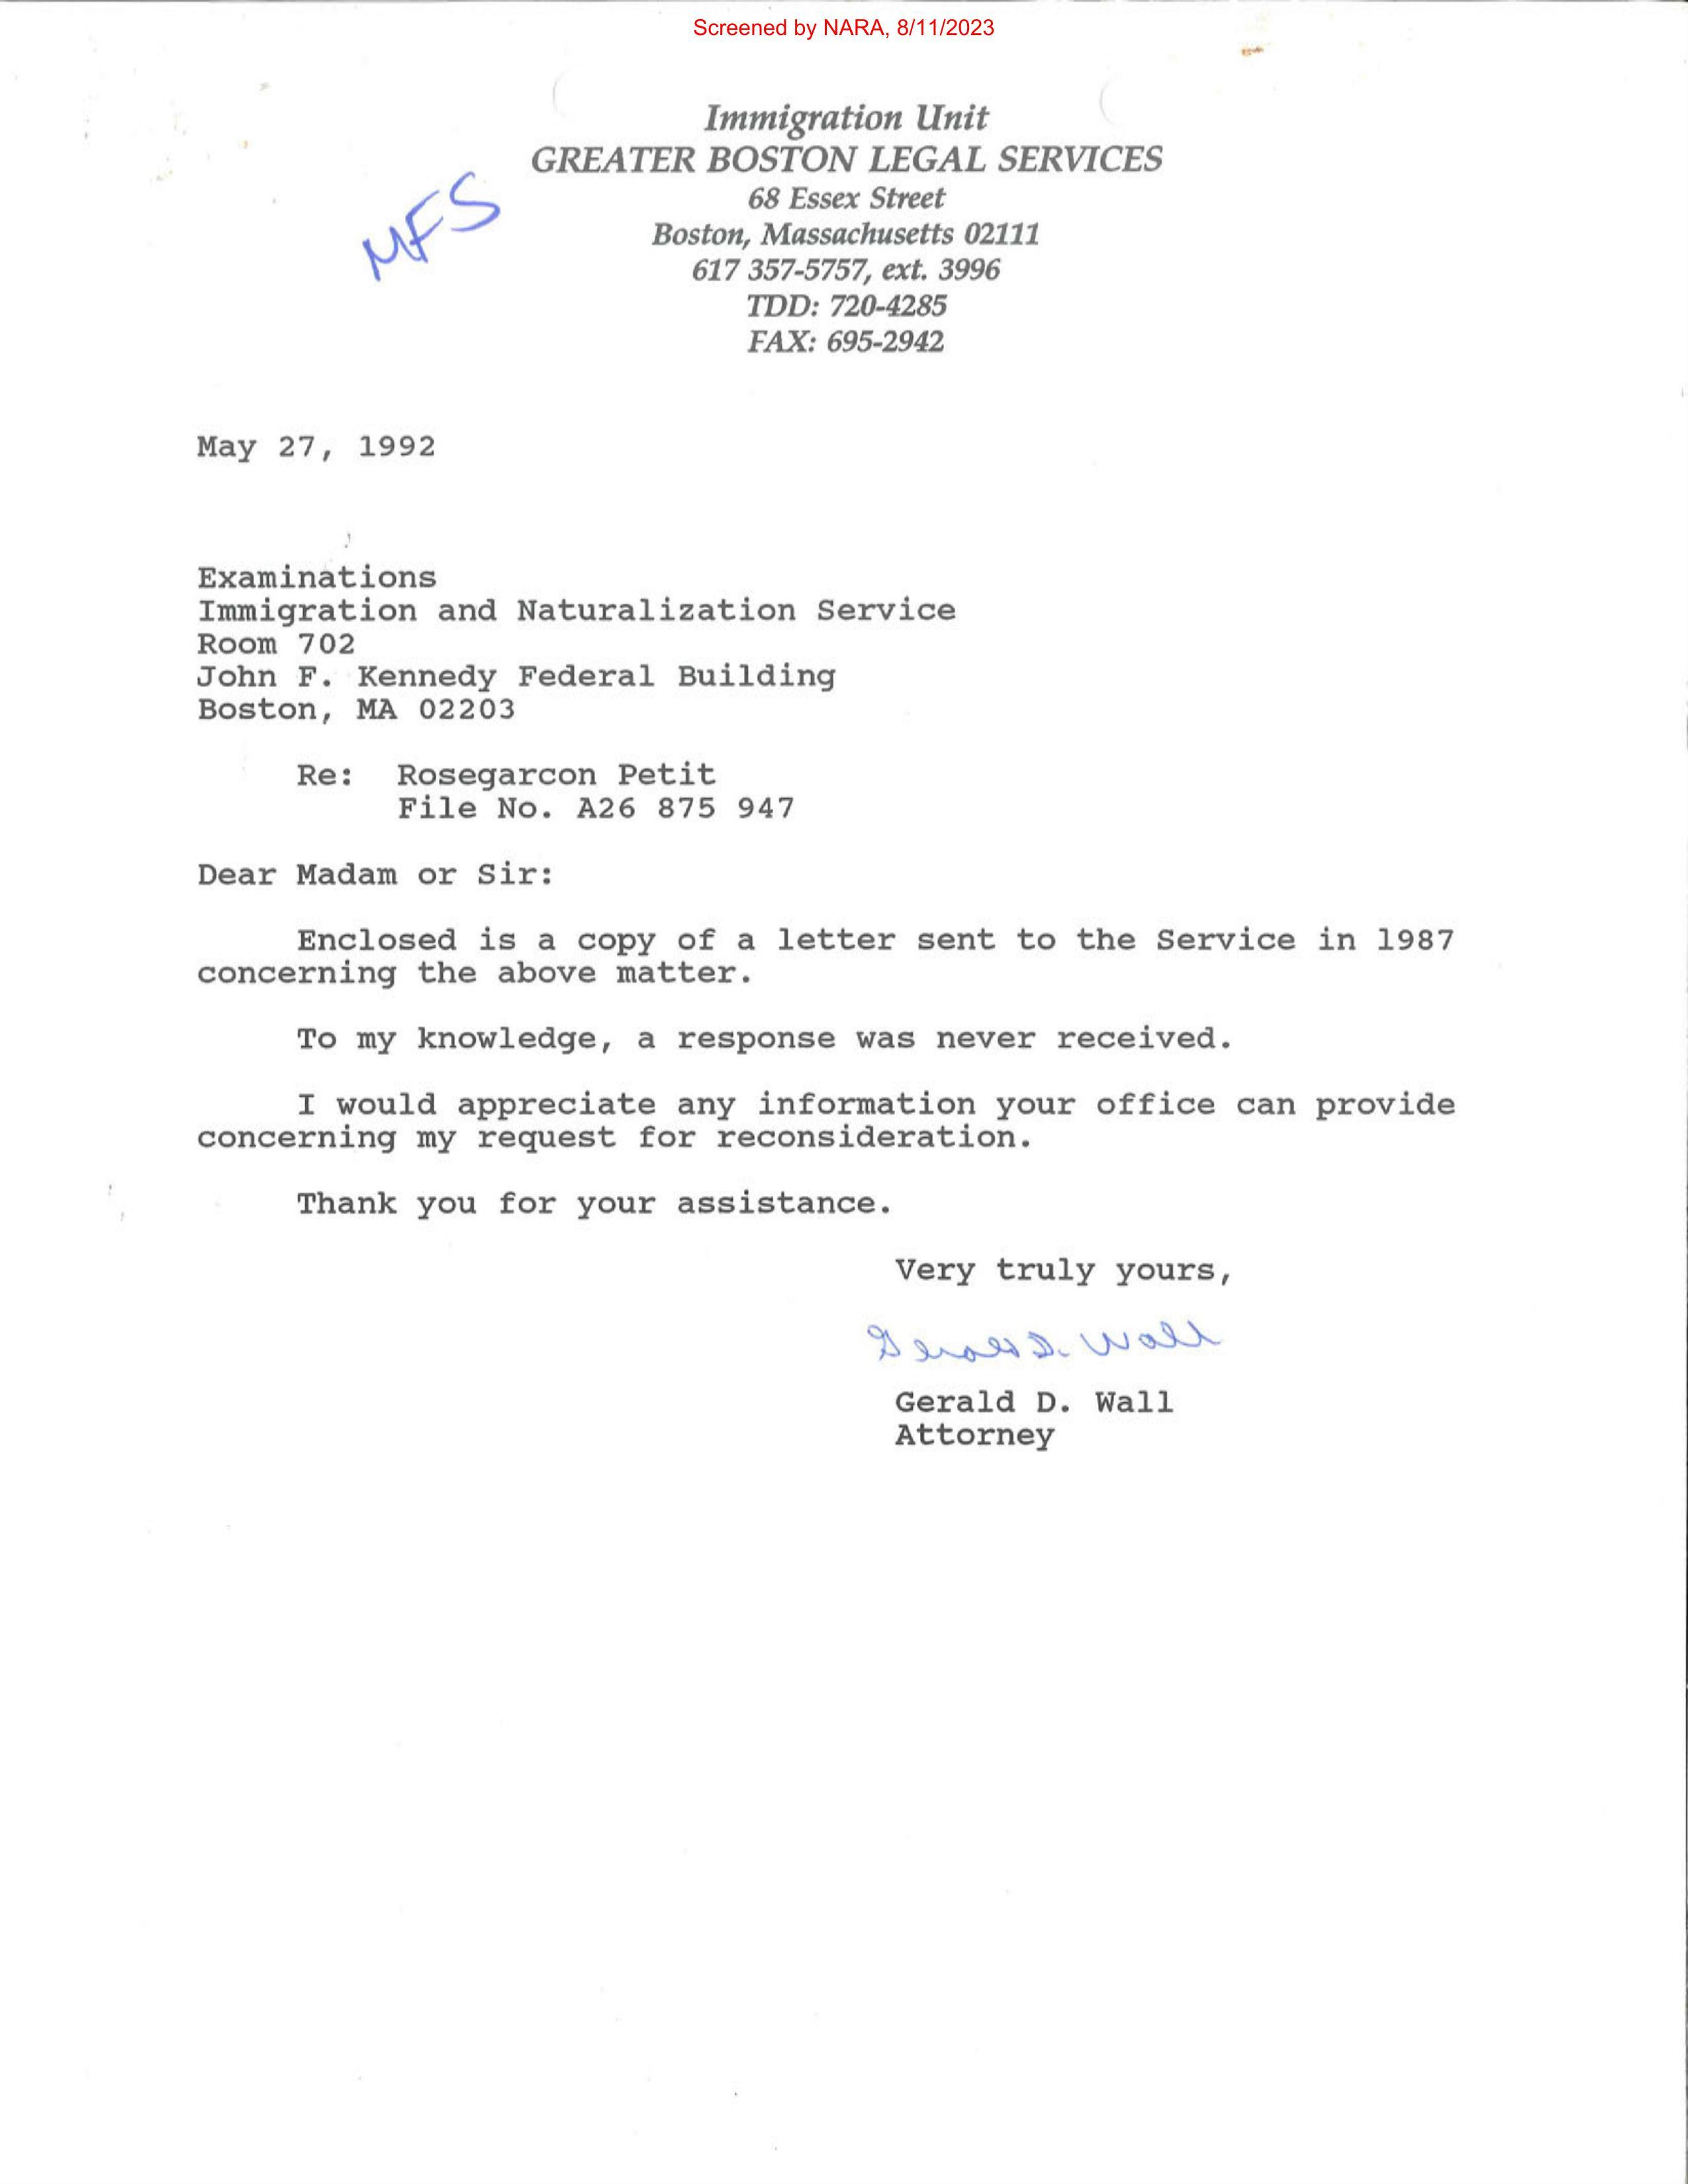 Screened by NARA, 8/11/2023
Immigration Unit
GREATER BOSTON LEGAL SERVICES
68 Essex Street
Boston, Massachusetts 02111
617 357-5757, ext. 3996
TDD: 720-4285
FAX: 695-2942
MFS
May 27, 1992
Examinations
Immigration and Naturalization Service
Room 702
John F. Kennedy Federal Building
Boston, MA 02203
Re: Rosegarcon Petit
File No. A26 875 947
Dear Madam or Sir:
Enclosed is a copy of a letter sent to the Service in 1987
concerning the above matter.
To my knowledge, a response was never received.
I would appreciate any information your office can provide
concerning my request for reconsideration.
Thank you for your assistance.
Very truly yours,
Gerald D. Wall
Gerald D. Wall
Attorney